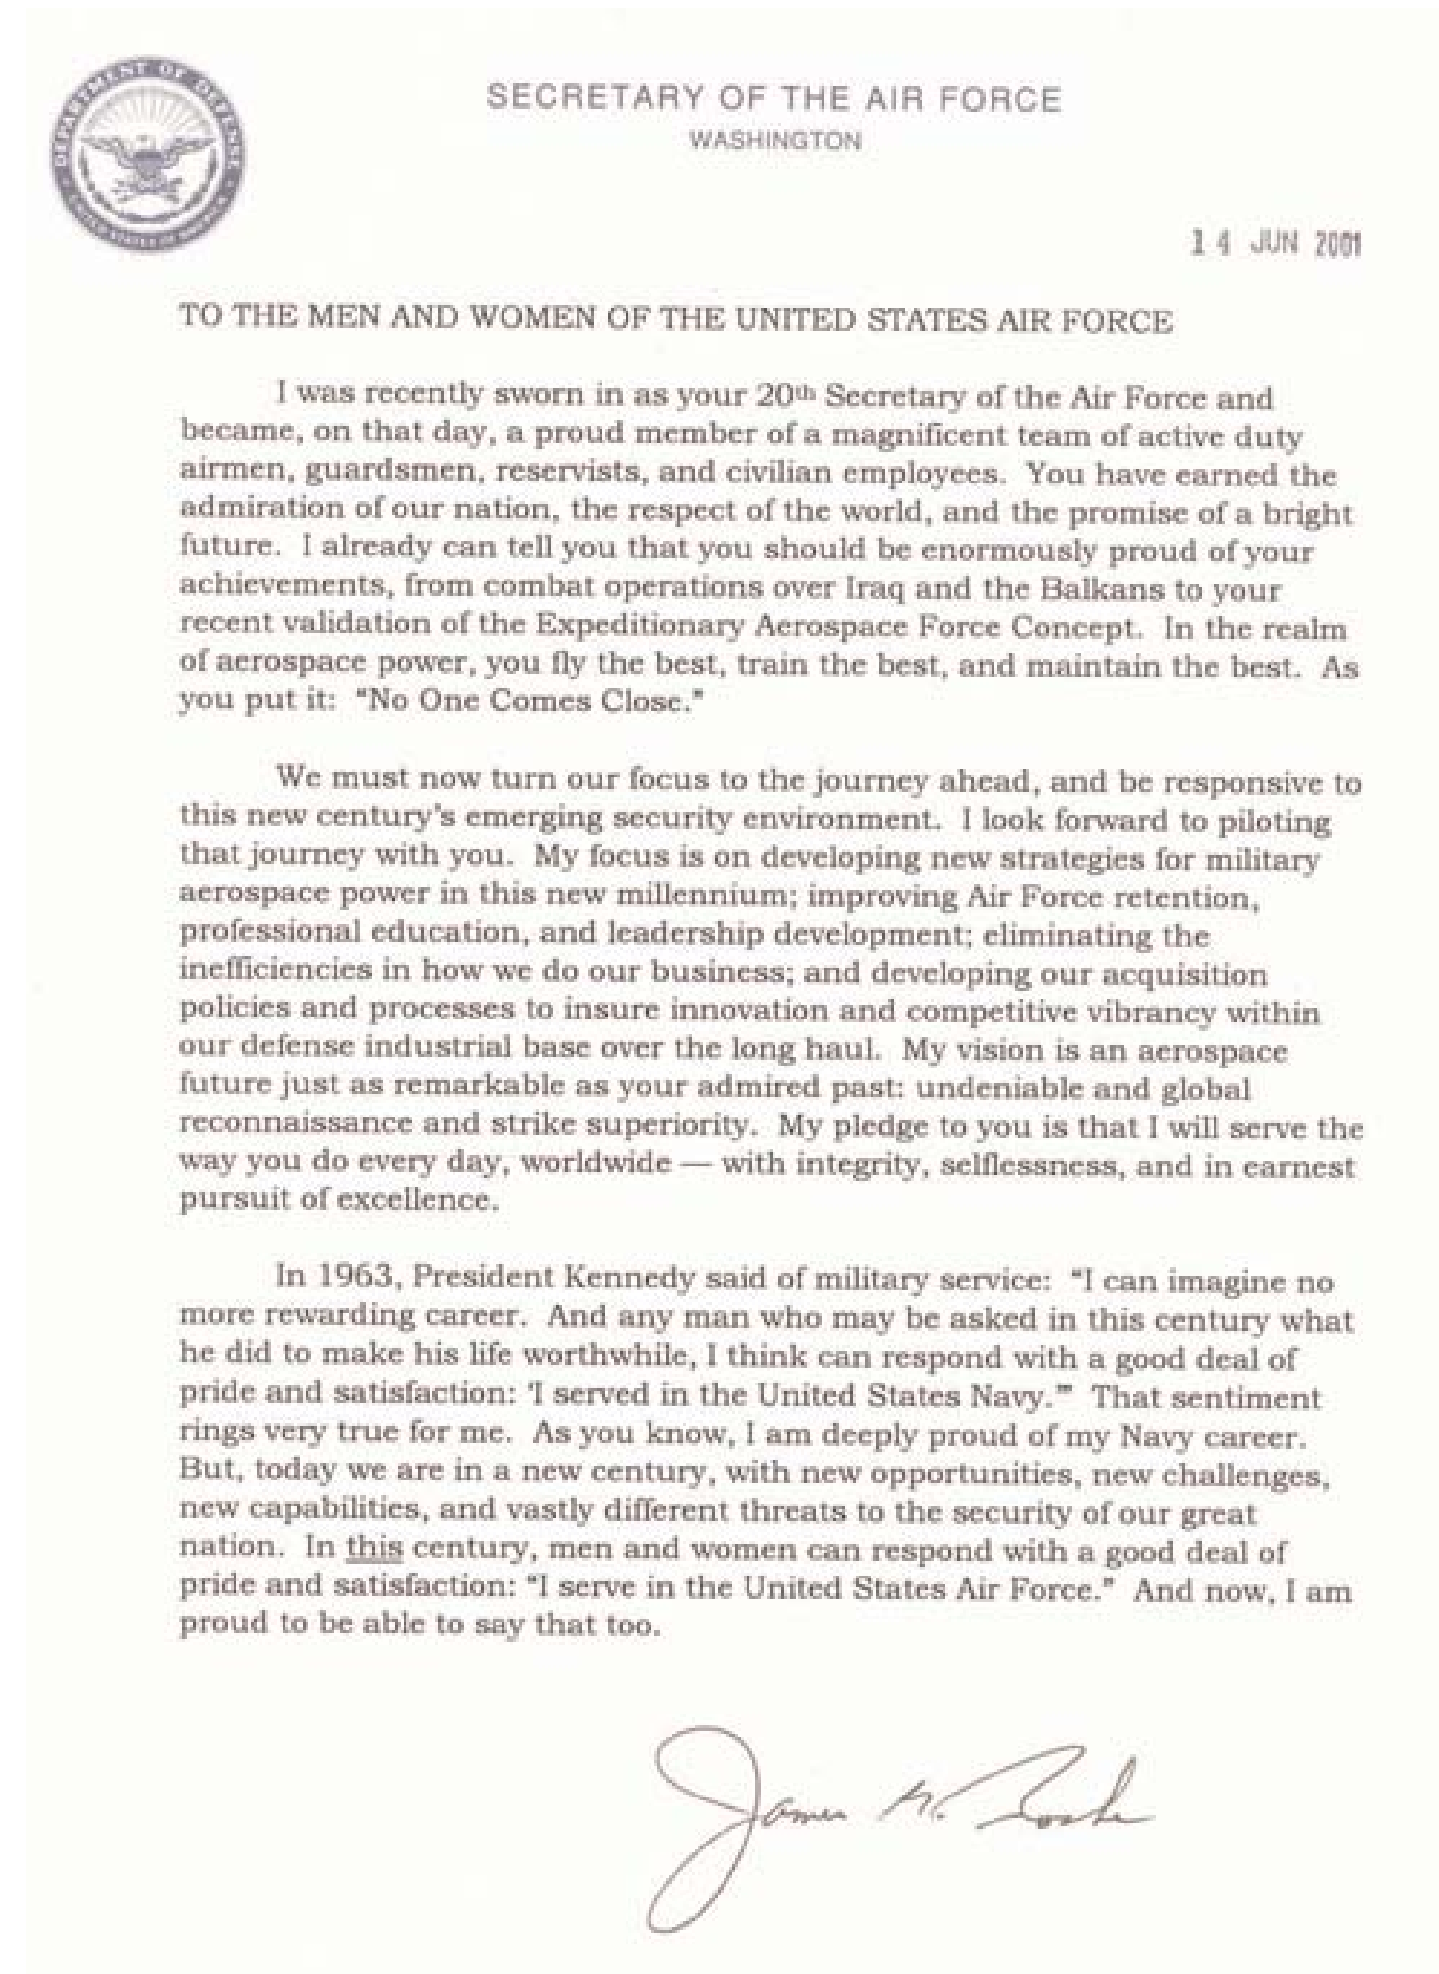 DEPARTMENT OF DEFENSE
UNITED STATES OF AMERICA
SECRETARY OF THE AIR FORCE
WASHINGTON
14 JUN 2001
TO THE MEN AND WOMEN OF THE UNITED STATES AIR FORCE
I was recently sworn in as your 20th Secretary of the Air Force and
became, on that day, a proud member of a magnificent team of active duty
airmen, guardsmen, reservists, and civilian employees. You have earned the
admiration of our nation, the respect of the world, and the promise of a bright
future. I already can tell you that you should be enormously proud of your
achievements, from combat operations over Iraq and the Balkans to your
recent validation of the Expeditionary Aerospace Force Concept. In the realm
of aerospace power, you fly the best, train the best, and maintain the best. As
you put it: "No One Comes Close."
We must now turn our focus to the journey ahead, and be responsive to
this new century's emerging security environment. I look forward to piloting
that journey with you. My focus is on developing new strategies for military
aerospace power in this new millennium; improving Air Force retention,
professional education, and leadership development; eliminating the
inefficiencies in how we do our business; and developing our acquisition
policies and processes to insure innovation and competitive vibrancy within
our defense industrial base over the long haul. My vision is an aerospace
future just as remarkable as your admired past: undeniable and global
reconnaissance and strike superiority. My pledge to you is that I will serve the
way you do every day, worldwide — with integrity, selflessness, and in earnest
pursuit of excellence.
In 1963, President Kennedy said of military service: "I can imagine no
more rewarding career. And any man who may be asked in this century what
he did to make his life worthwhile, I think can respond with a good deal of
pride and satisfaction: 'I served in the United States Navy.'" That sentiment
rings very true for me. As you know, I am deeply proud of my Navy career.
But, today we are in a new century, with new opportunities, new challenges,
new capabilities, and vastly different threats to the security of our great
nation. In this century, men and women can respond with a good deal of
pride and satisfaction: "I serve in the United States Air Force." And now, I am
proud to be able to say that too.
James G. Roche